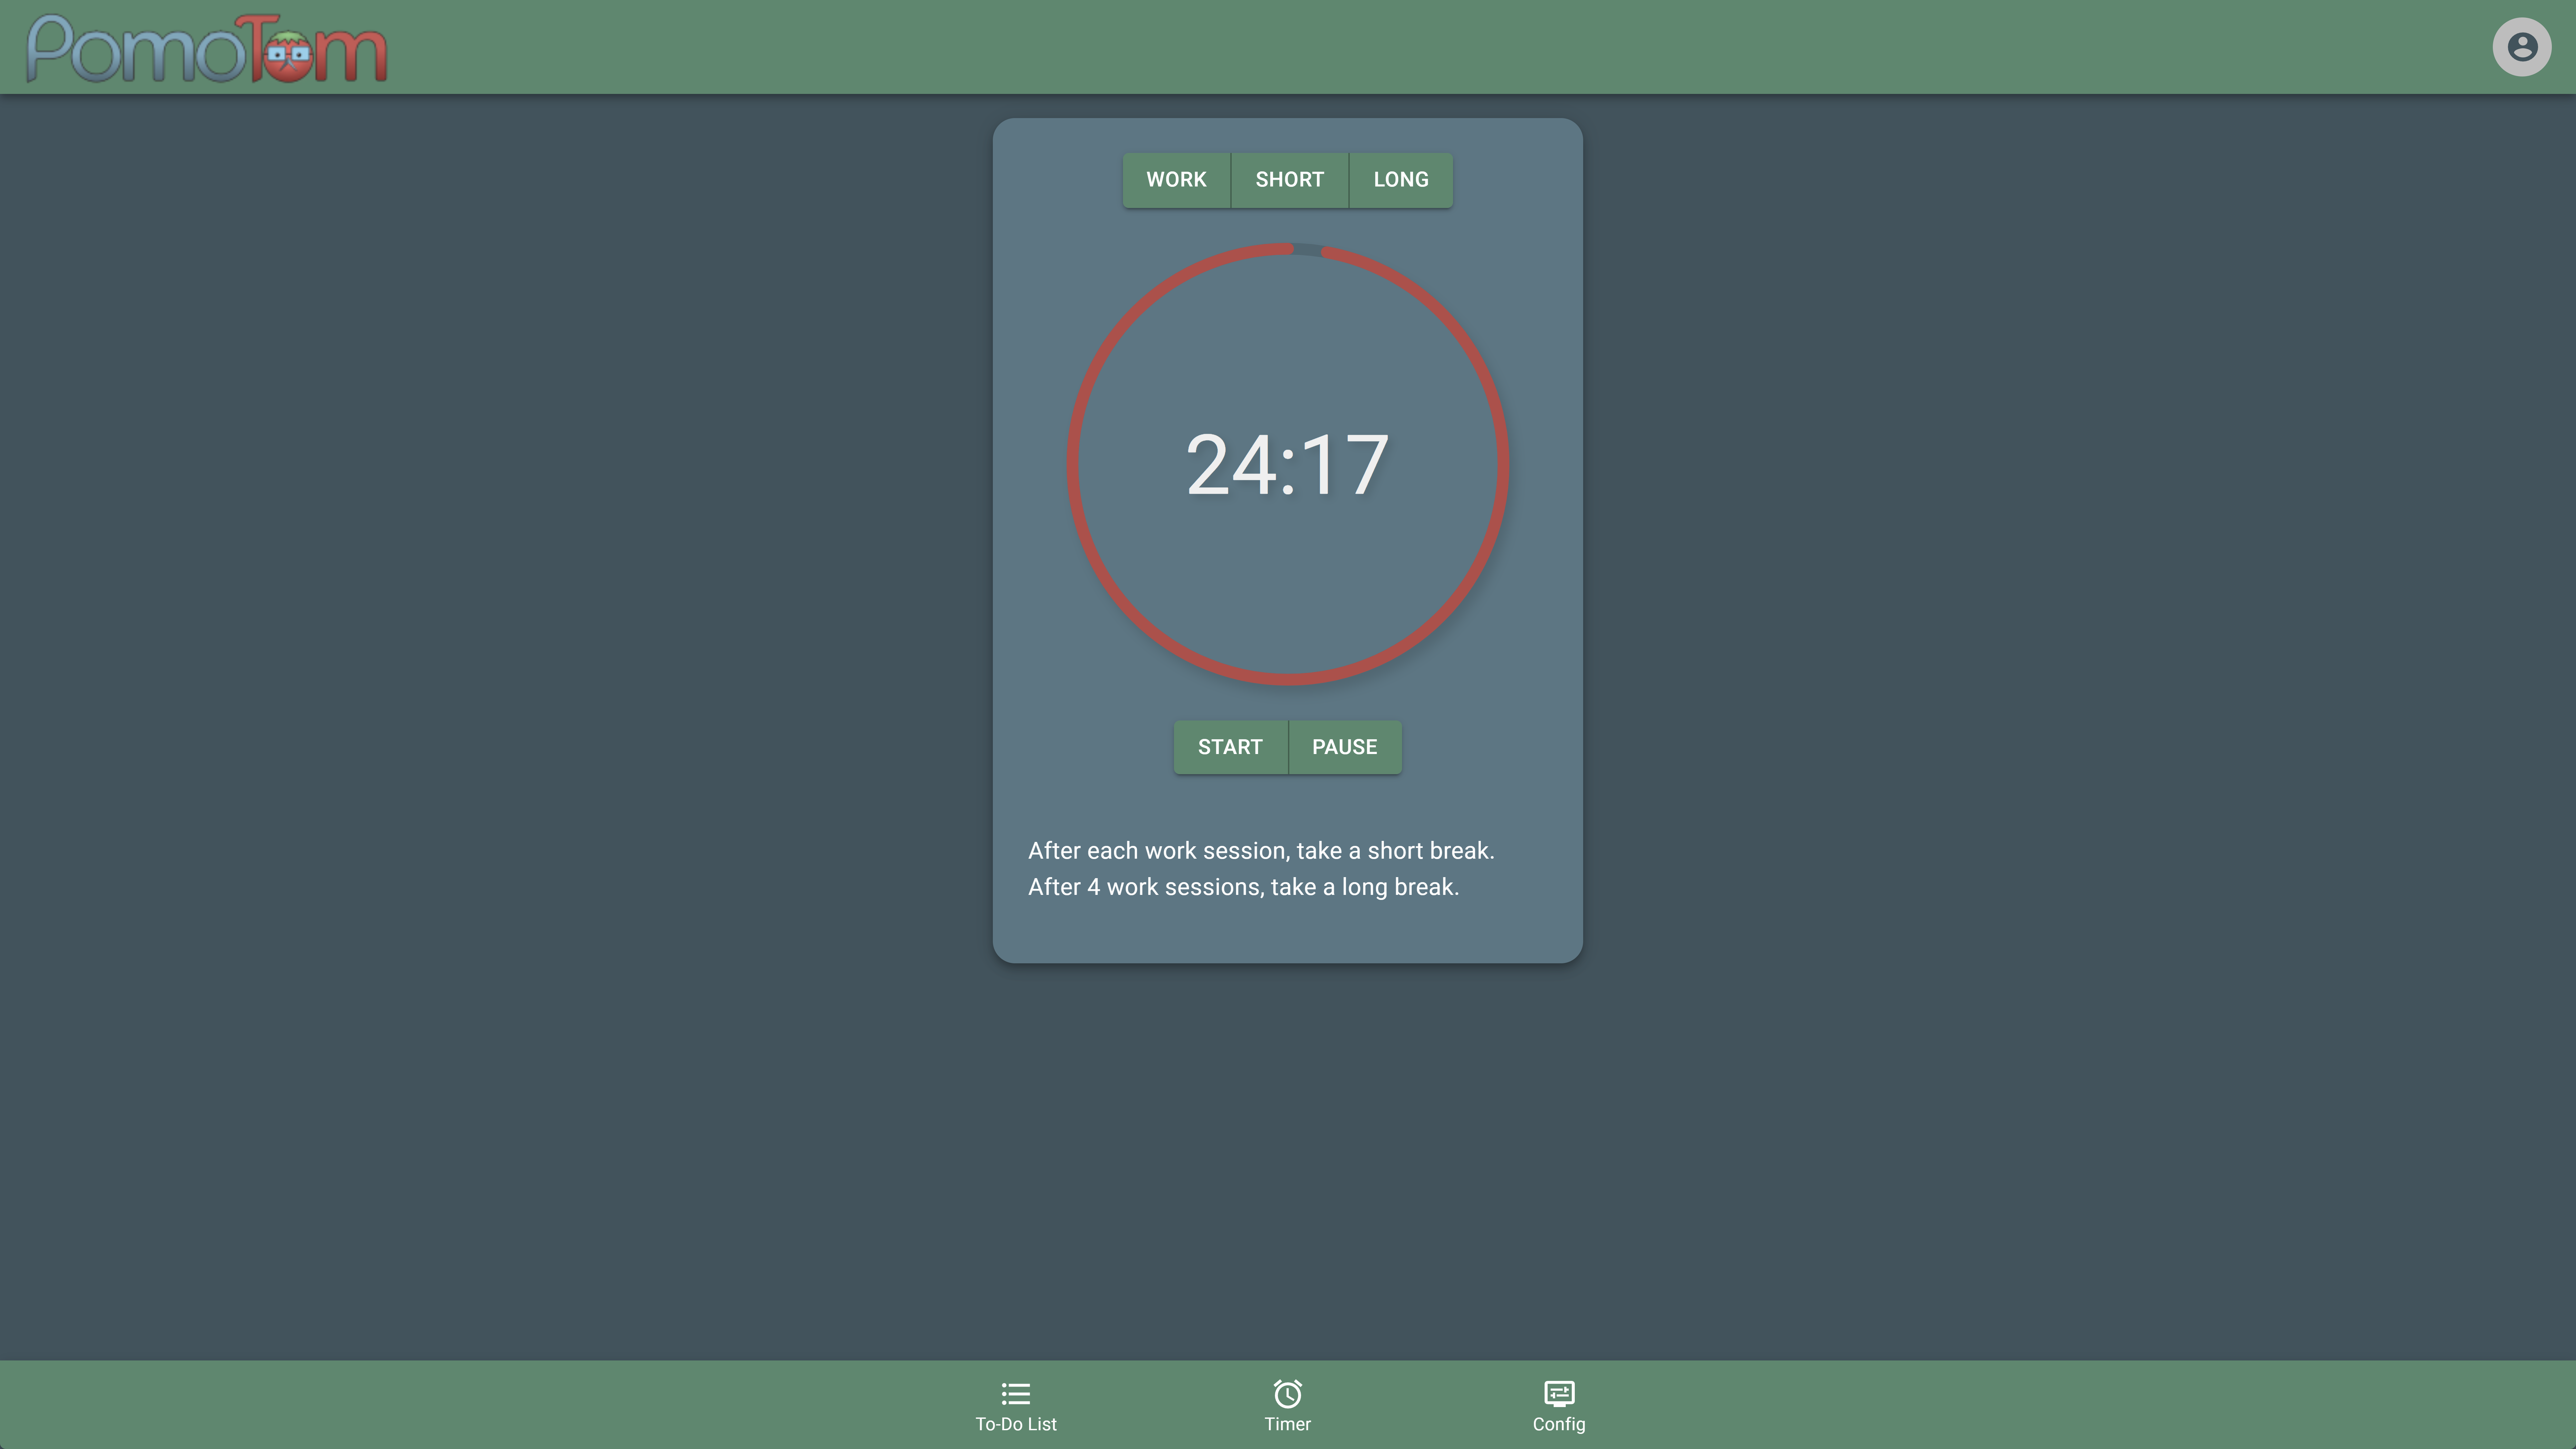 PomoTom
WORK SHORT LONG
24:17
START PAUSE
After each work session, take a short break.
After 4 work sessions, take a long break.
To-Do List Timer Config